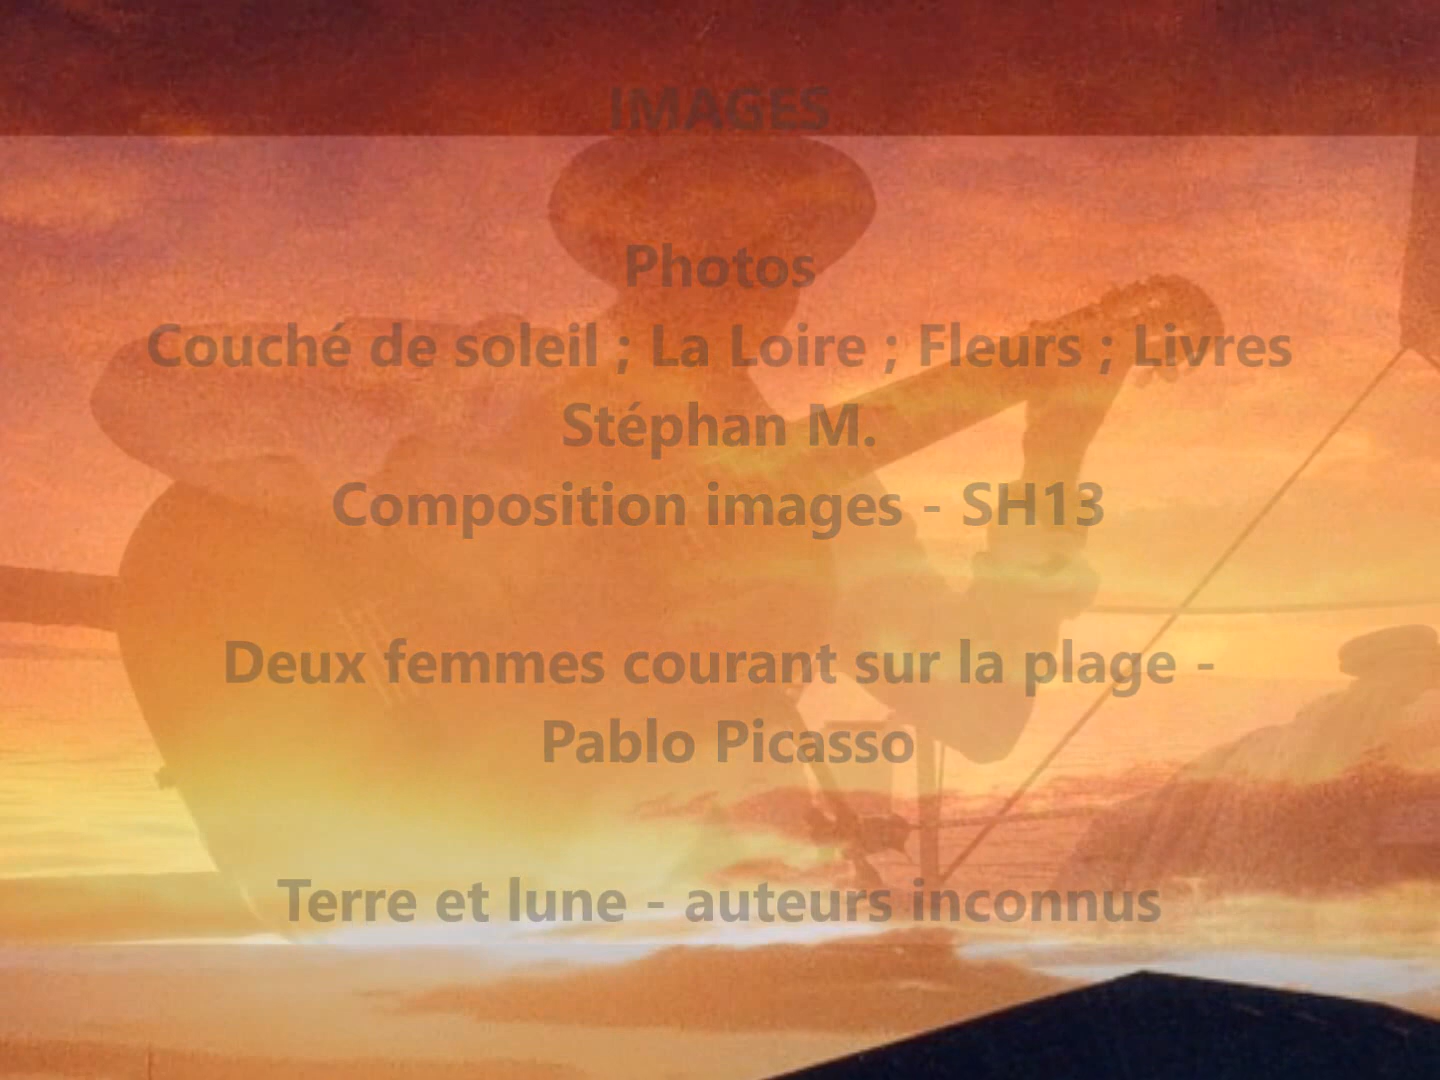 IMAGES
Photos
Couché de soleil ; La Loire ; Fleurs ; Livres
Stéphan M.
Composition images - SH13
Deux femmes courant sur la plage -
Pablo Picasso
Terre et lune - auteurs inconnus